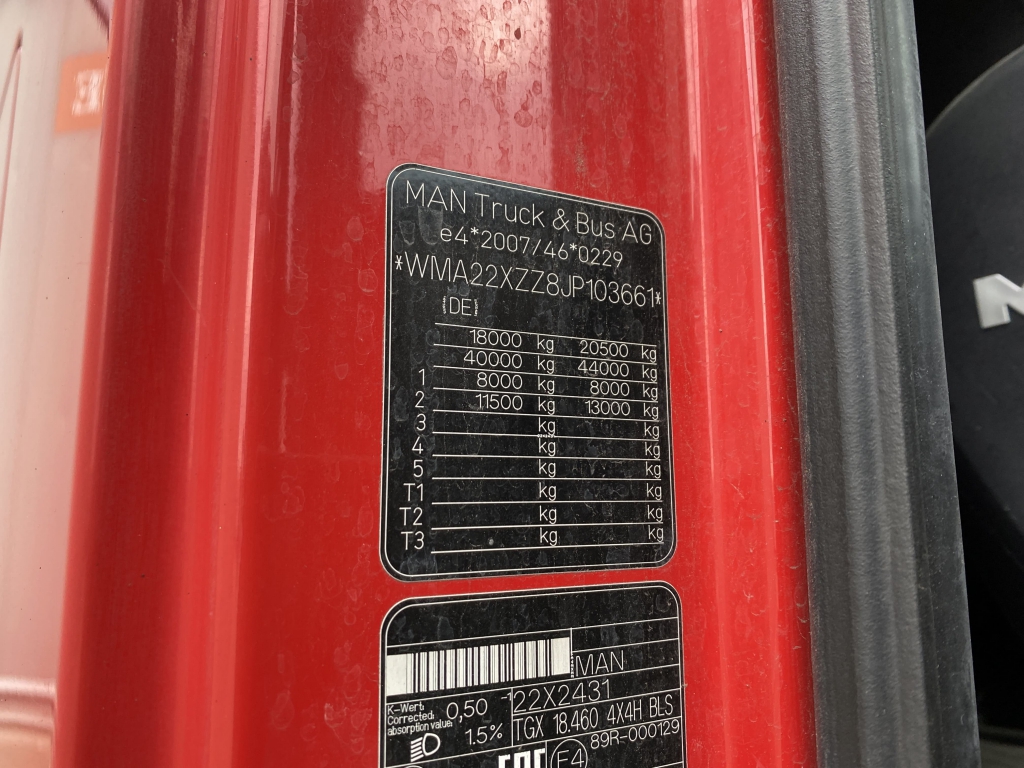 MAN Truck & Bus AG
e4*2007/46*0229
*WMA22XZZ8JP103661*
(DE)
18000 kg 20500 kg
40000 kg 44000 kg
1 8000 kg 8000 kg
2 11500 kg 13000 kg
3 kg kg
4 kg kg
5 kg kg
T1 kg kg
T2 kg kg
T3 kg kg
MAN
K-Wert:
Corrected:
absorption value:
0,50
1.5%
22X2431
TGX 18.460 4X4H BLS
89R-000129
E4